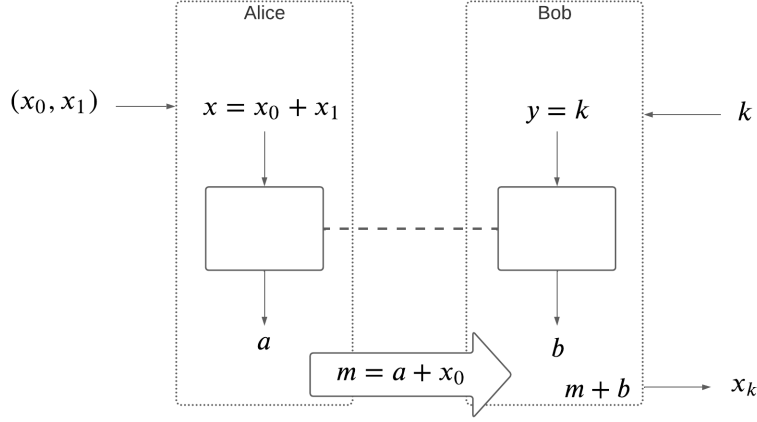 Alice
Bob
(x₀, x₁)
x = x₀ + x₁
y = k
k
a
b
m = a + x₀
m + b
xₖ